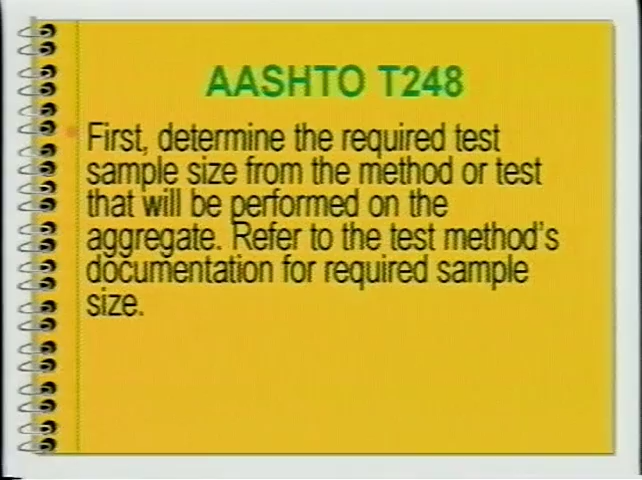 AASHTO T248
First, determine the required test
sample size from the method or test
that will be performed on the
aggregate. Refer to the test method's
documentation for required sample
size.